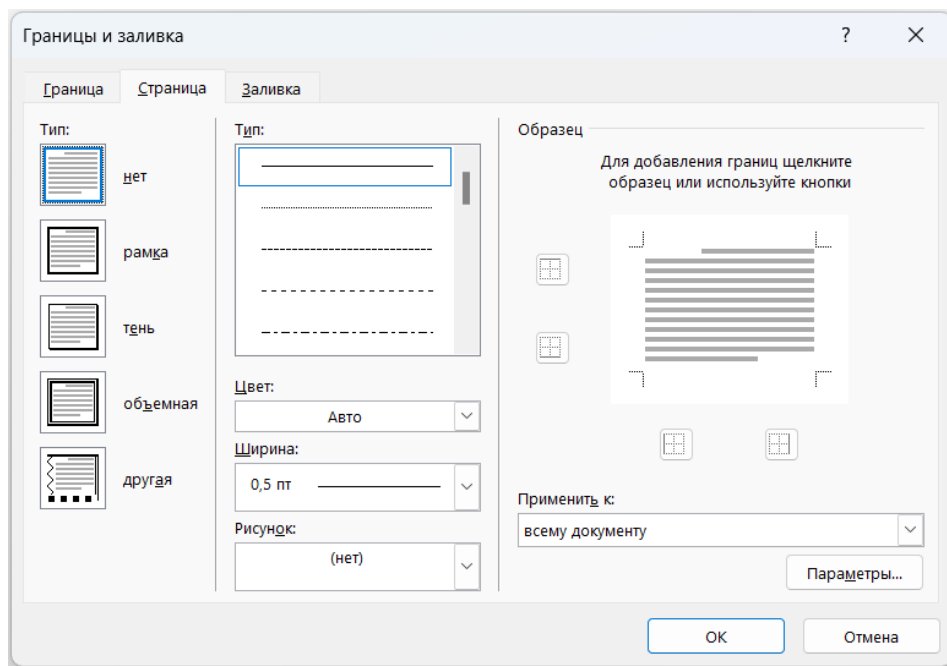 Границы и заливка
?
Граница
Страница
Заливка
Тип:
нет
рамка
тень
объемная
другая
Тип:
Цвет:
Авто
Ширина:
0,5 пт
Рисунок:
(нет)
Образец
Для добавления границ щелкните
образец или используйте кнопки
Применить к:
всему документу
Параметры...
ОК
Отмена